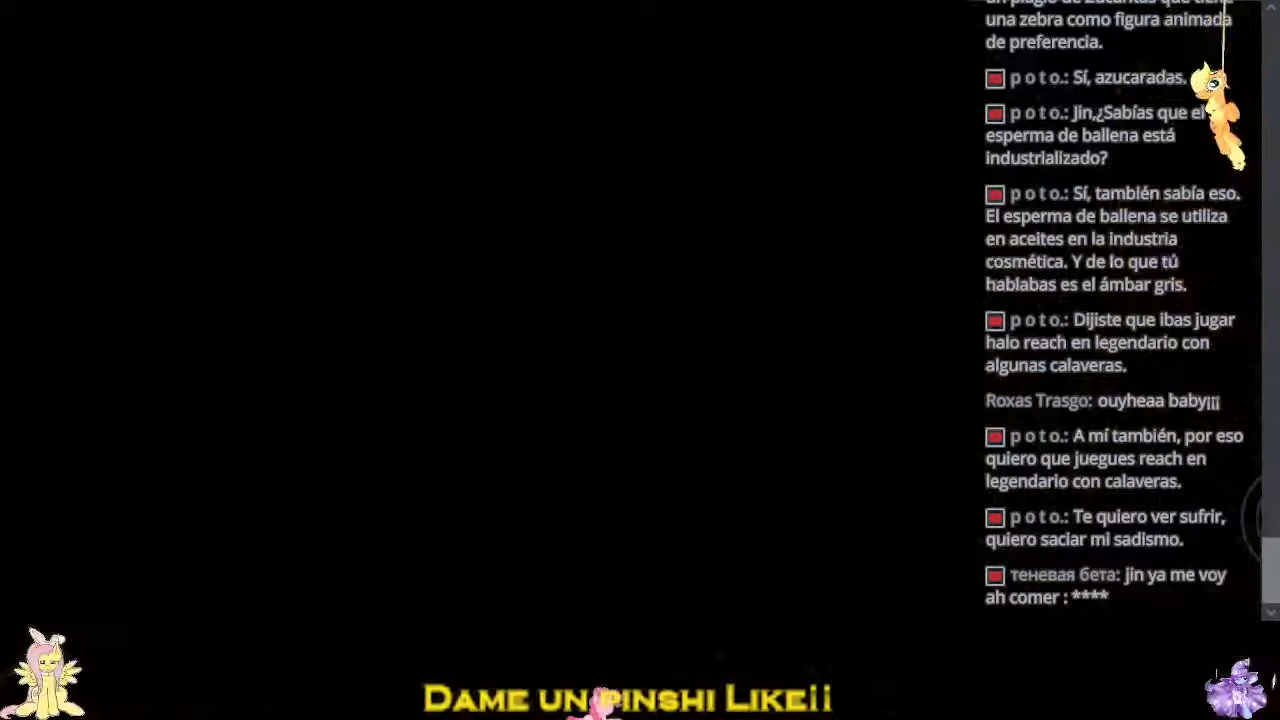 una zebra como figura animada
de preferencia.
p o t o.: Sí, azucaradas.
p o t o.: Jin,¿Sabías que el
esperma de ballena está
industrializado?
p o t o.: Sí, también sabía eso.
El esperma de ballena se utiliza
en aceites en la industria
cosmética. Y de lo que tú
hablabas es el ámbar gris.
p o t o.: Dijiste que ibas jugar
halo reach en legendario con
algunas calaveras.
Roxas Trasgo: ouyheaa baby¡¡¡
p o t o.: A mí también, por eso
quiero que juegues reach en
legendario con calaveras.
p o t o.: Te quiero ver sufrir,
quiero saciar mi sadismo.
теневая бета: jin ya me voy
ah comer : ****
Dame un pinshi Like¡¡